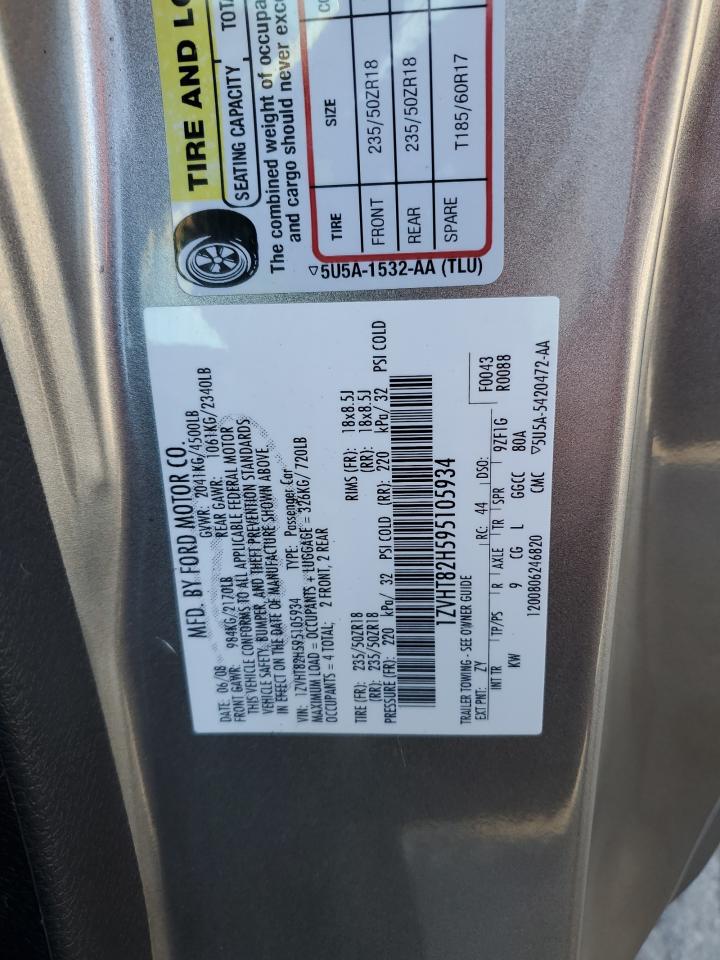 TIRE AND LO
SEATING CAPACITY TOTA
The combined weight of occupa
and cargo should never exc
TIRE SIZE CO
FRONT 235/50ZR18
REAR 235/50ZR18
SPARE T185/60R17
5U5A-1532-AA (TLU)
MFD. BY FORD MOTOR CO.
DATE: 06/08 GVWR: 2041KG/4500LB
FRONT GAWR: 984KG/2170LB REAR GAWR: 1061KG/2340LB
THIS VEHICLE CONFORMS TO ALL APPLICABLE FEDERAL MOTOR
VEHICLE SAFETY, BUMPER, AND THEFT PREVENTION STANDARDS
IN EFFECT ON THE DATE OF MANUFACTURE SHOWN ABOVE.
VIN: 1ZVHT82H595105934 TYPE: Passenger Car
MAXIMUM LOAD = OCCUPANTS + LUGGAGE = 326KG/720LB
OCCUPANTS = 4 TOTAL; 2 FRONT, 2 REAR
TIRE (FR): 235/50ZR18 RIMS (FR): 18x8.5J
(RR): 235/50ZR18 (RR): 18x8.5J
PRESSURE (FR): 220 kPa/ 32 PSI COLD (RR): 220 kPa/ 32 PSI COLD
1ZVHT82H595105934
TRAILER TOWING - SEE OWNER GUIDE F0043
EXT PNT: ZY RC: 44 DSO: R0088
INT TR TP/PS R AXLE TR SPR 9ZF1G
KW 9 CG L GGCC 80A
1200806246820 CMC 5U5A-5420472-AA